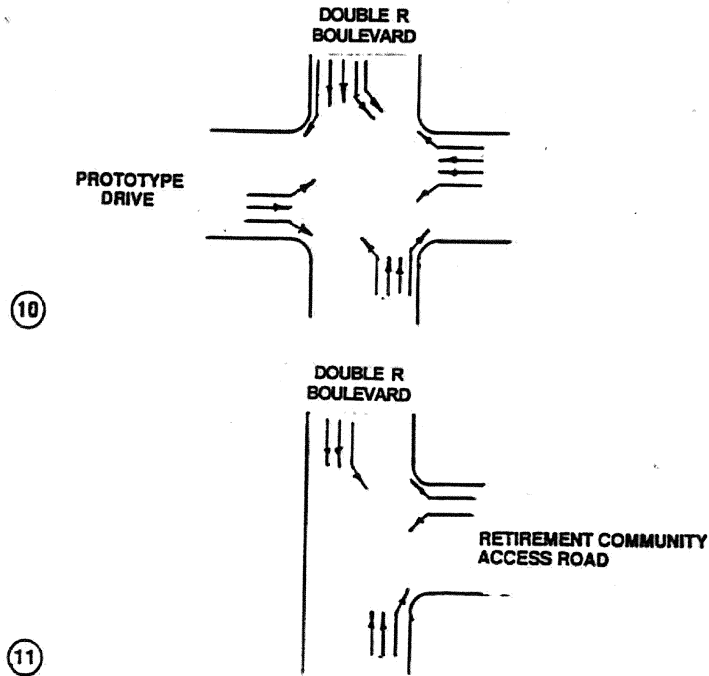 DOUBLE R
BOULEVARD
PROTOTYPE
DRIVE
10
DOUBLE R
BOULEVARD
RETIREMENT COMMUNITY
ACCESS ROAD
11